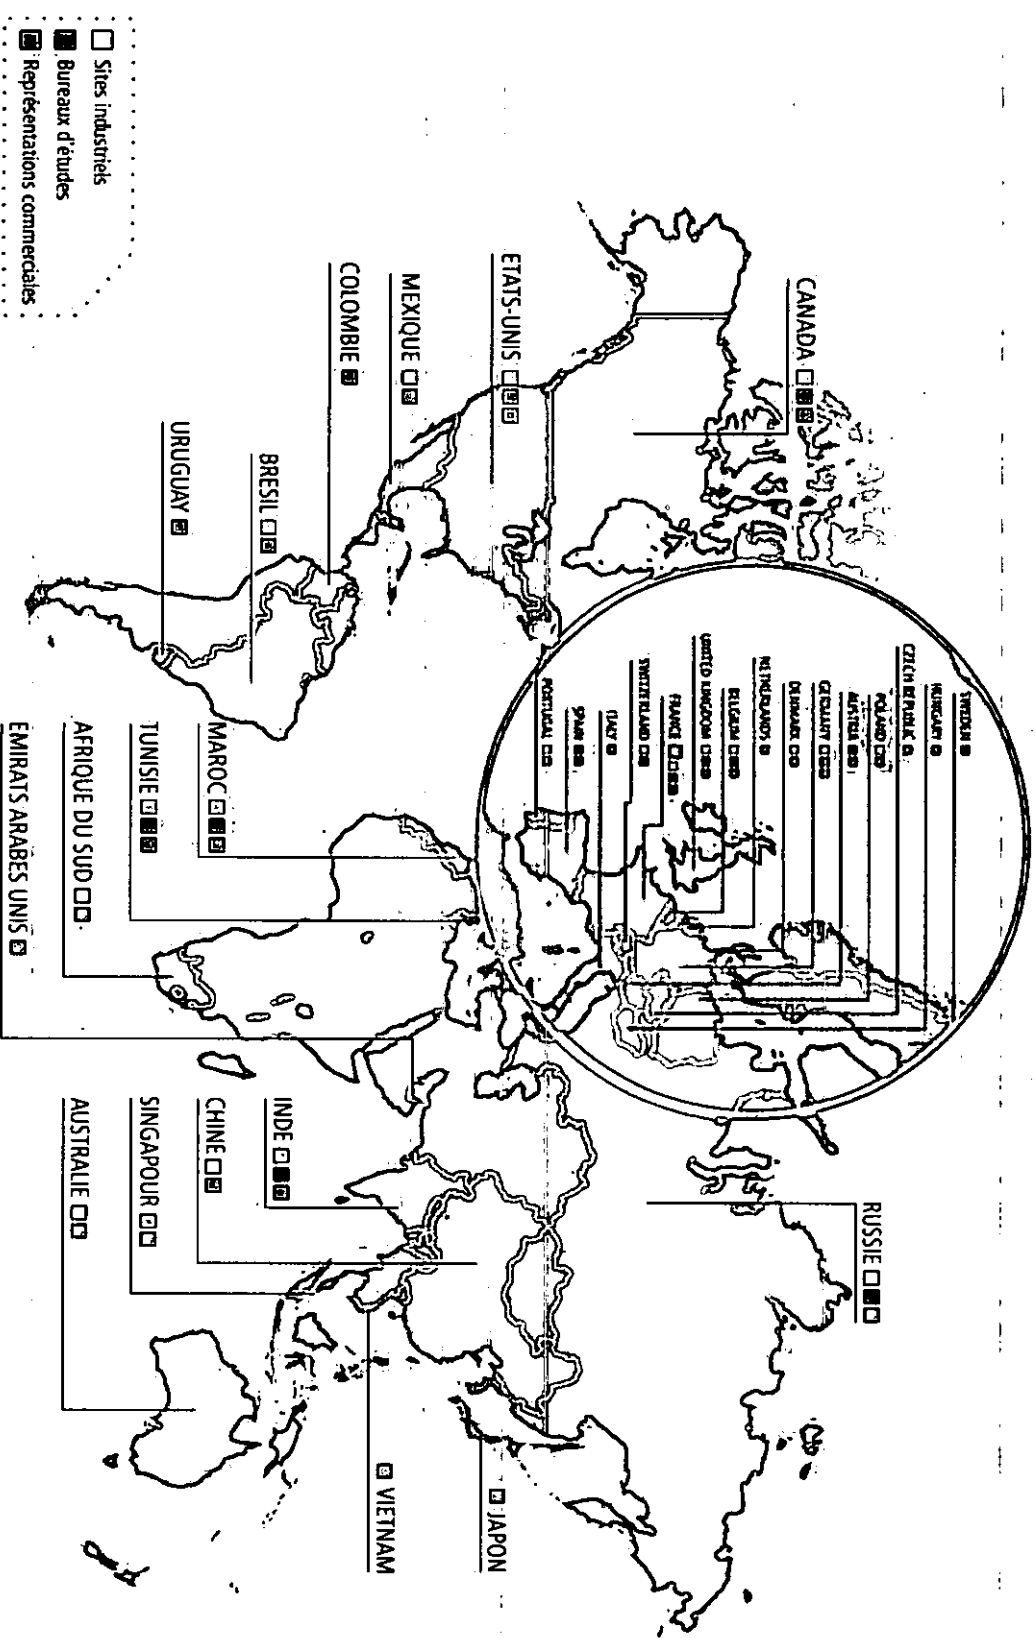 CANADA
ETATS-UNIS
MEXIQUE
COLOMBIE
BRESIL
URUGUAY
SWEDEN
HUNGARY
CZECH REPUBLIC
POLAND
AUSTRIA
GERMANY
DENMARK
NETHERLANDS
BELGIUM
UNITED KINGDOM
FRANCE
SWITZERLAND
ITALY
SPAIN
PORTUGAL
RUSSIE
JAPON
VIETNAM
MAROC
TUNISIE
AFRIQUE DU SUD
EMIRATS ARABES UNIS
INDE
CHINE
SINGAPOUR
AUSTRALIE
Sites industriels
Bureaux d'études
Représentations commerciales